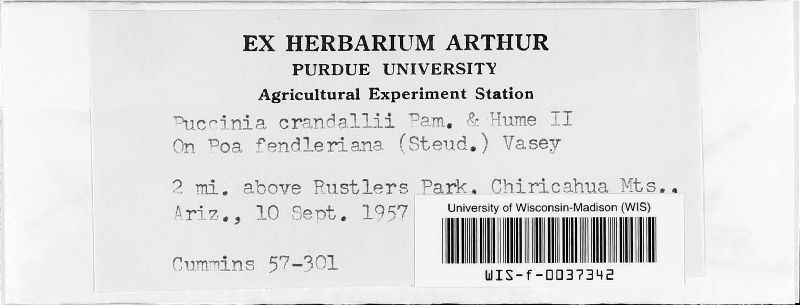 EX HERBARIUM ARTHUR
PURDUE UNIVERSITY
Agricultural Experiment Station
Puccinia crandallii Pam. & Hume II
On Poa fendleriana (Steud.) Vasey
2 mi. above Rustlers Park. Chiricahua Mts.,
Ariz., 10 Sept. 1957
Cummins 57-301
University of Wisconsin-Madison (WIS)
WIS-f-0037342